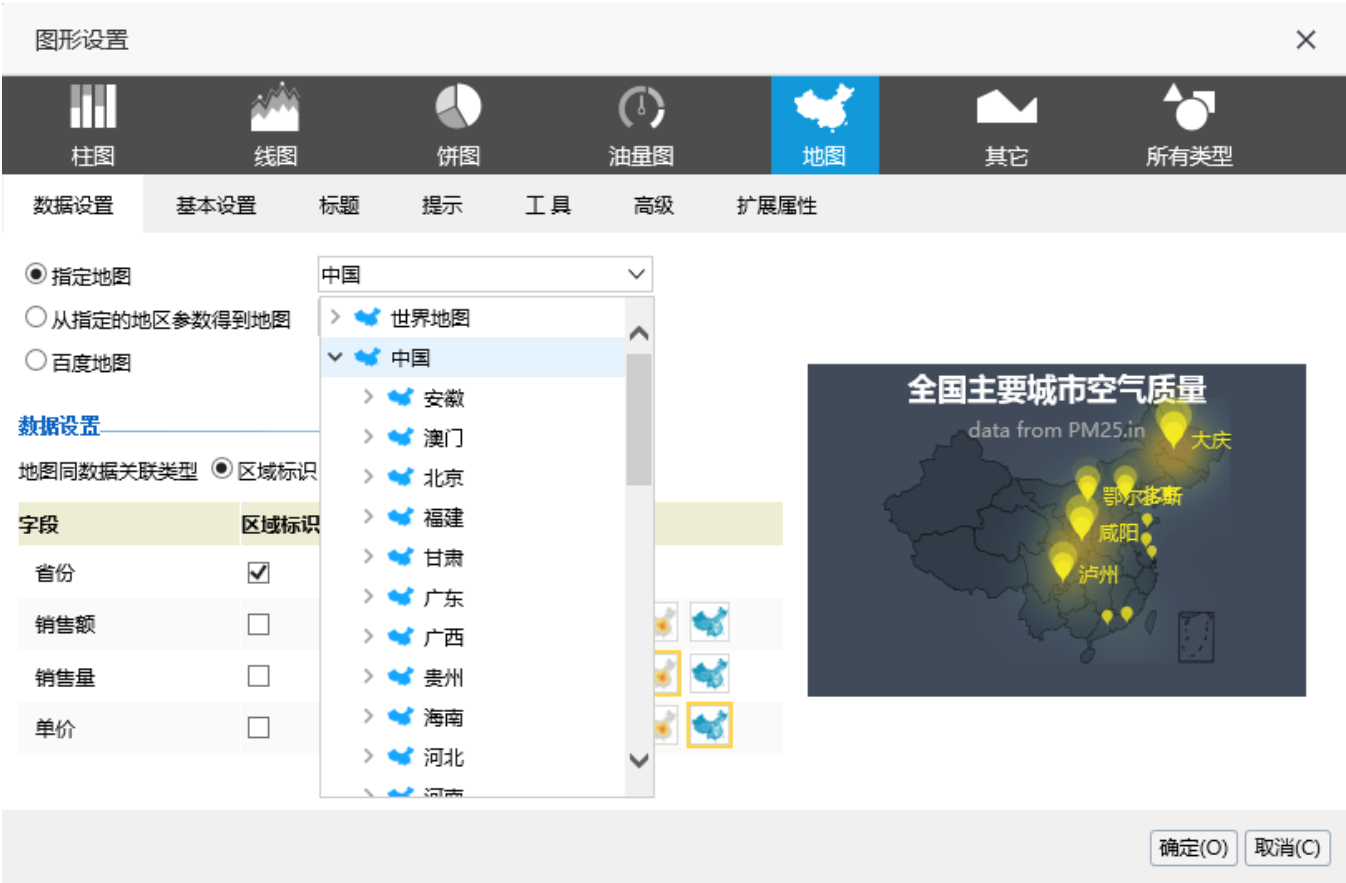 图形设置
柱图 线图 饼图 油量图 地图 其它 所有类型
数据设置 基本设置 标题 提示 工具 高级 扩展属性
指定地图 中国
从指定的地区参数得到地图 世界地图
百度地图 中国
安徽
澳门
北京
福建
甘肃
广东
广西
贵州
海南
河北
河南
数据设置
地图同数据关联类型 区域标识
字段 区域标识
省份
销售额
销售量
单价
全国主要城市空气质量
data from PM25.in
大庆
鄂尔多斯
咸阳
泸州
确定(O) 取消(C)